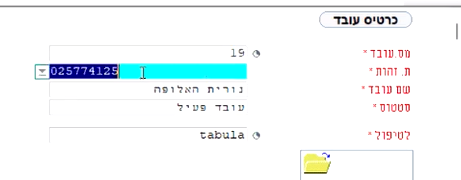 כרטיס עובד
מס. עובד * 19
ת. זהות * 025774125
שם עובד * נורית האלופה
סטטוס * עובד פעיל
לטיפול * tabula